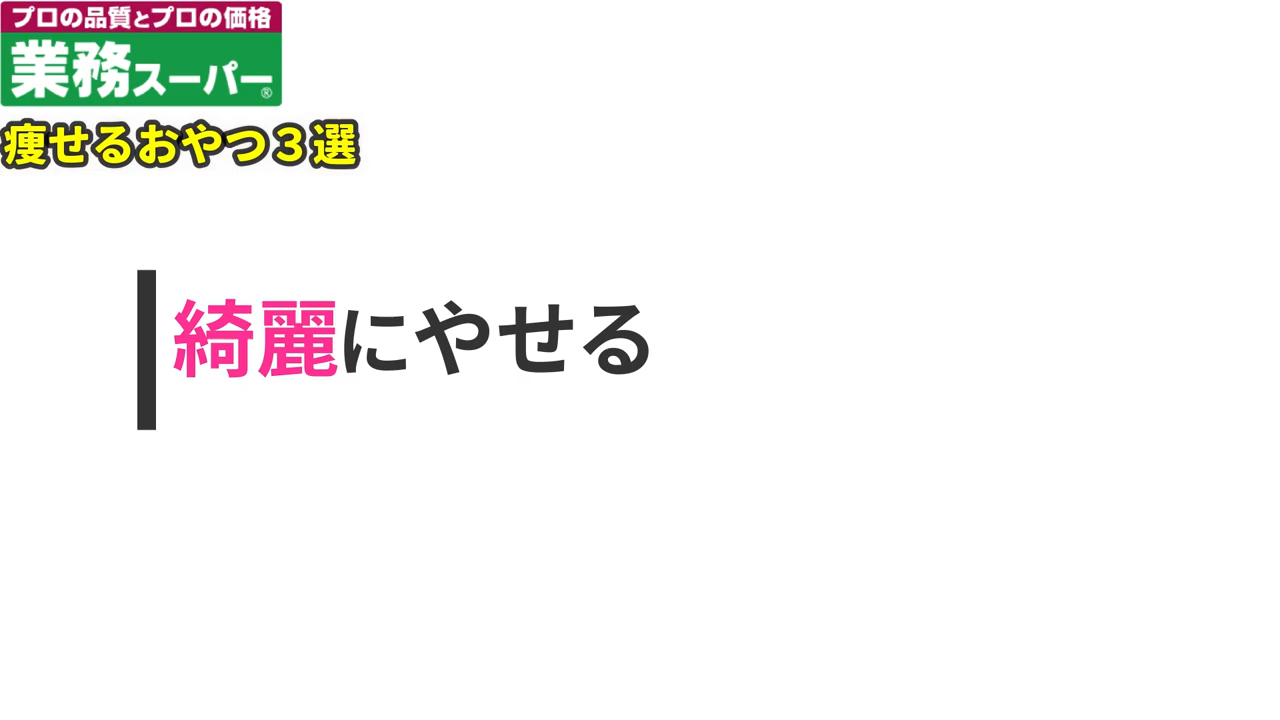 プロの品質とプロの価格
業務スーパー®
痩せるおやつ３選
綺麗にやせる